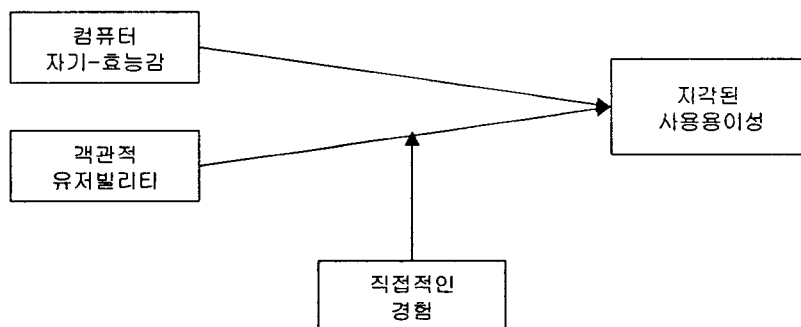 컴퓨터
자기-효능감
지각된
사용용이성
객관적
유저빌리티
직접적인
경험